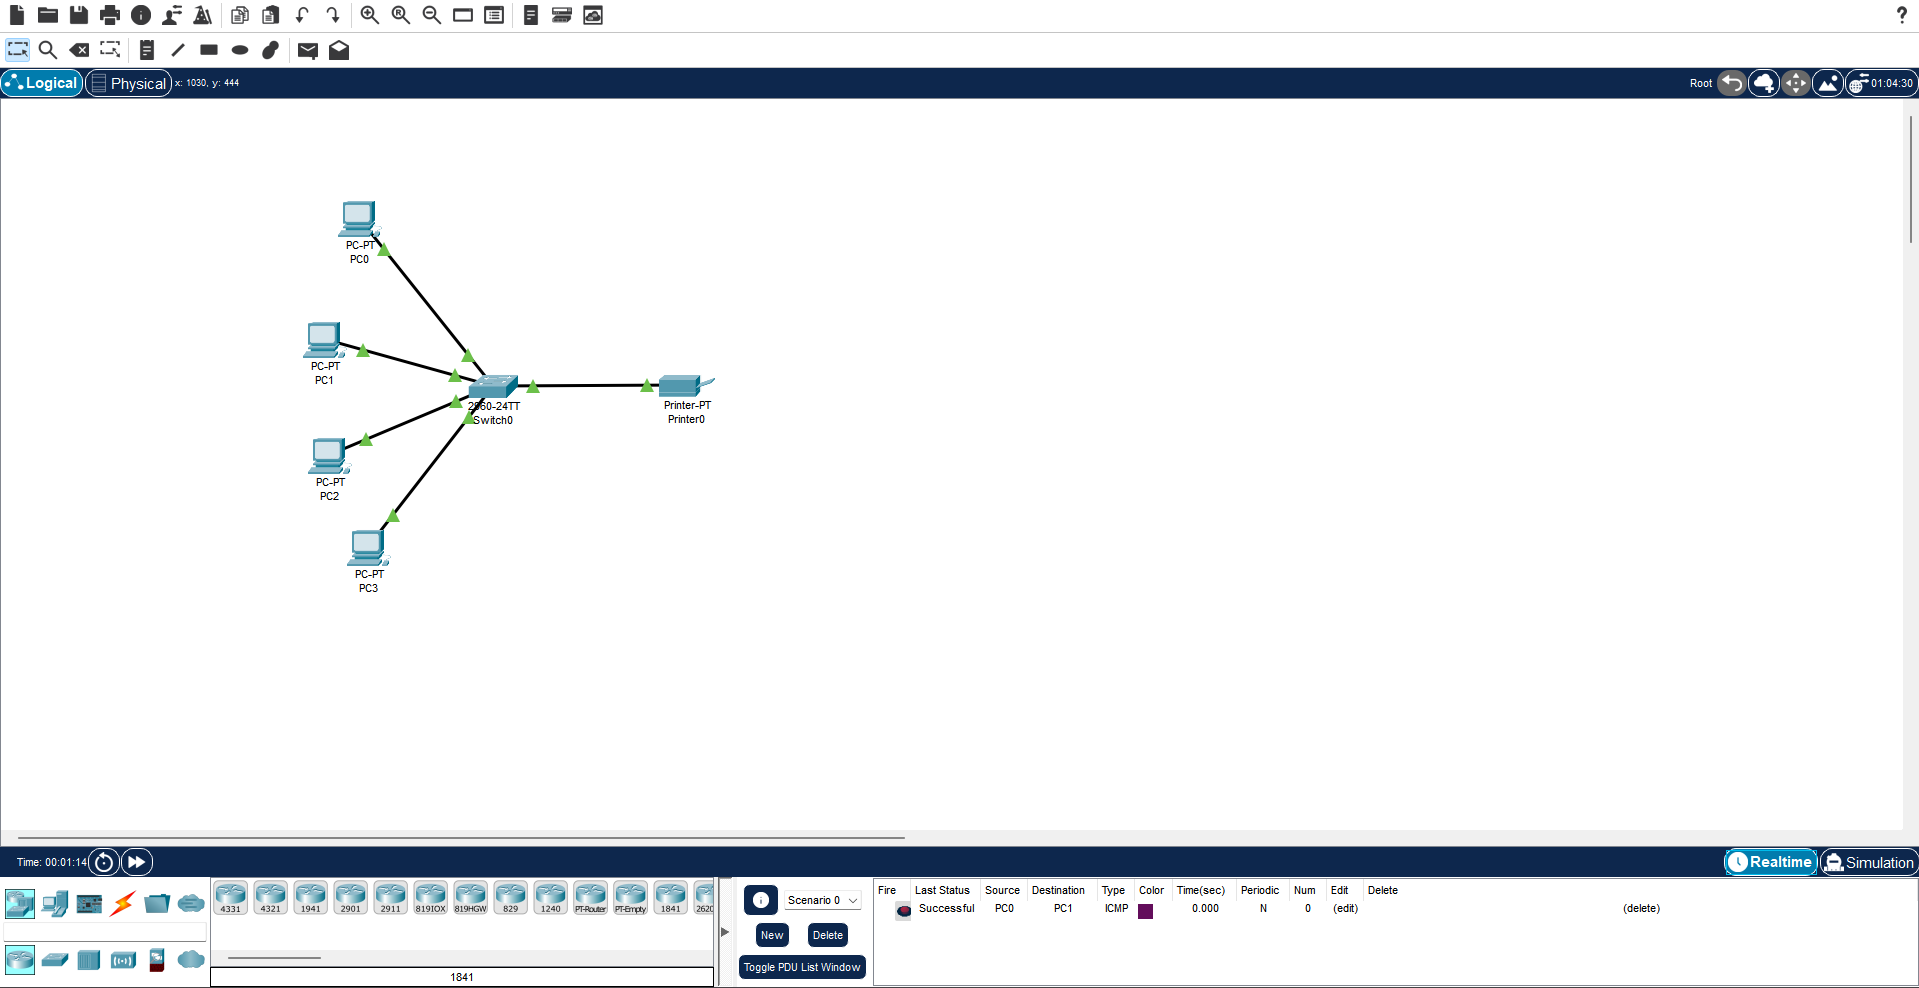 ?
Logical
Physical
x: 1030, y: 444
Root
01:04:30
PC-PT
PC0
PC-PT
PC1
2960-24TT
Switch0
Printer-PT
Printer0
PC-PT
PC2
PC-PT
PC3
Time: 00:01:14
Realtime
Simulation
4331 4321 1941 2901 2911 819IOX 819HGW 829 1240 PT-Router PT-Empty 1841 2620
1841
Scenario 0
New
Delete
Toggle PDU List Window
Fire Last Status Source Destination Type Color Time(sec) Periodic Num Edit Delete
Successful PC0 PC1 ICMP 0.000 N 0 (edit) (delete)